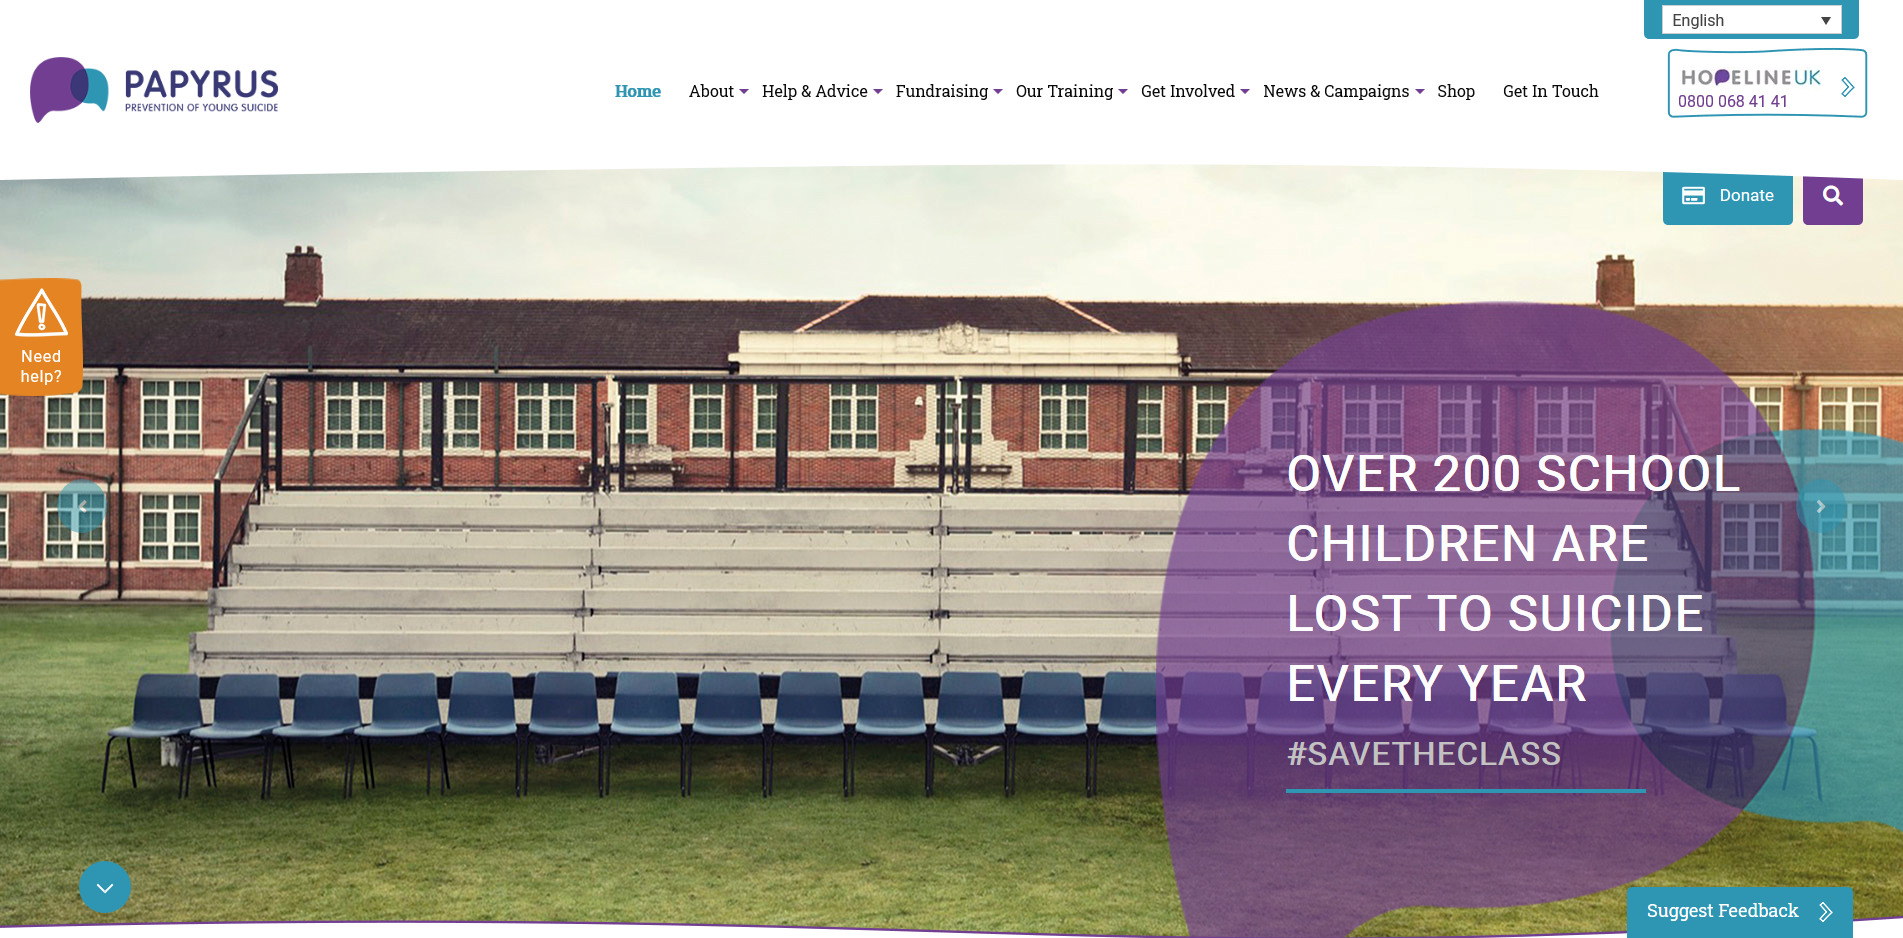 English
PAPYRUS
PREVENTION OF YOUNG SUICIDE
Home
About
Help & Advice
Fundraising
Our Training
Get Involved
News & Campaigns
Shop
Get In Touch
HOPELINEUK
0800 068 41 41
Donate
Need
help?
OVER 200 SCHOOL
CHILDREN ARE
LOST TO SUICIDE
EVERY YEAR
#SAVETHECLASS
Suggest Feedback